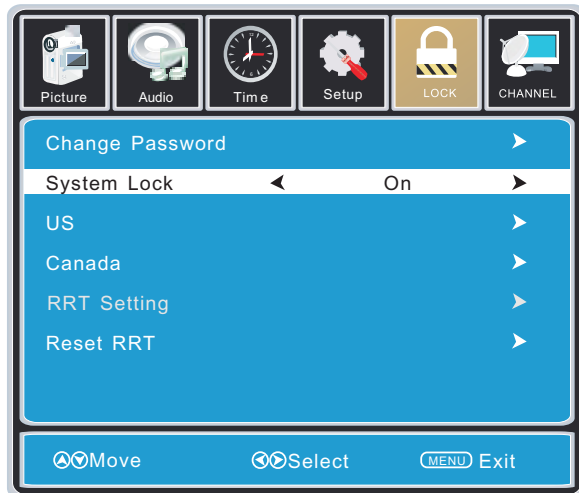 Picture Audio Time Setup LOCK CHANNEL
Change Password
System Lock On
US
Canada
RRT Setting
Reset RRT
Move Select MENU Exit